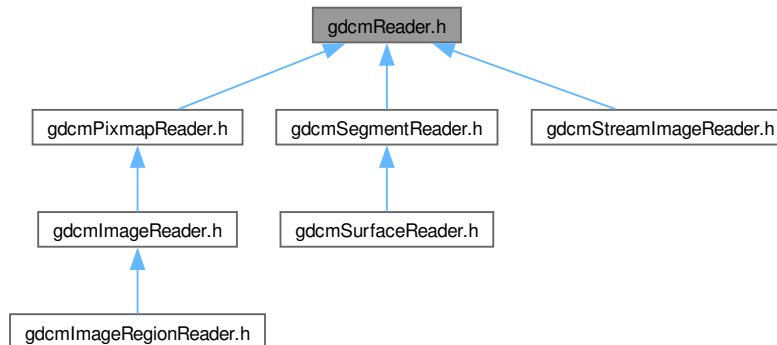 gdcmReader.h
gdcmPixmapReader.h
gdcmSegmentReader.h
gdcmStreamImageReader.h
gdcmImageReader.h
gdcmSurfaceReader.h
gdcmImageRegionReader.h